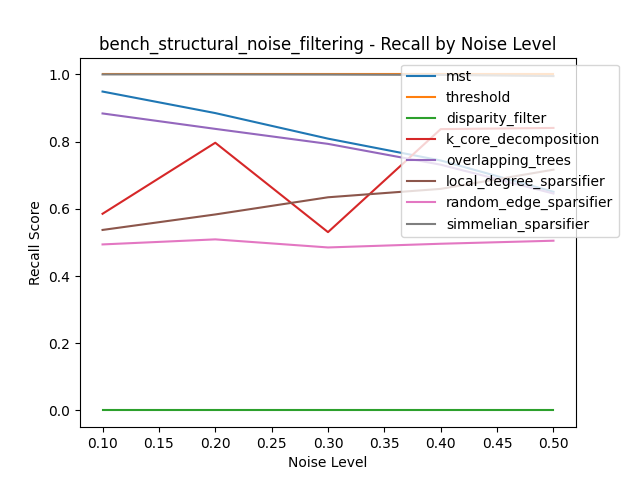 bench_structural_noise_filtering - Recall by Noise Level
1.0
0.8
0.6
0.4
0.2
0.0
Recall Score
mst
threshold
disparity_filter
k_core_decomposition
overlapping_trees
local_degree_sparsifier
random_edge_sparsifier
simmelian_sparsifier
0.10 0.15 0.20 0.25 0.30 0.35 0.40 0.45 0.50
Noise Level